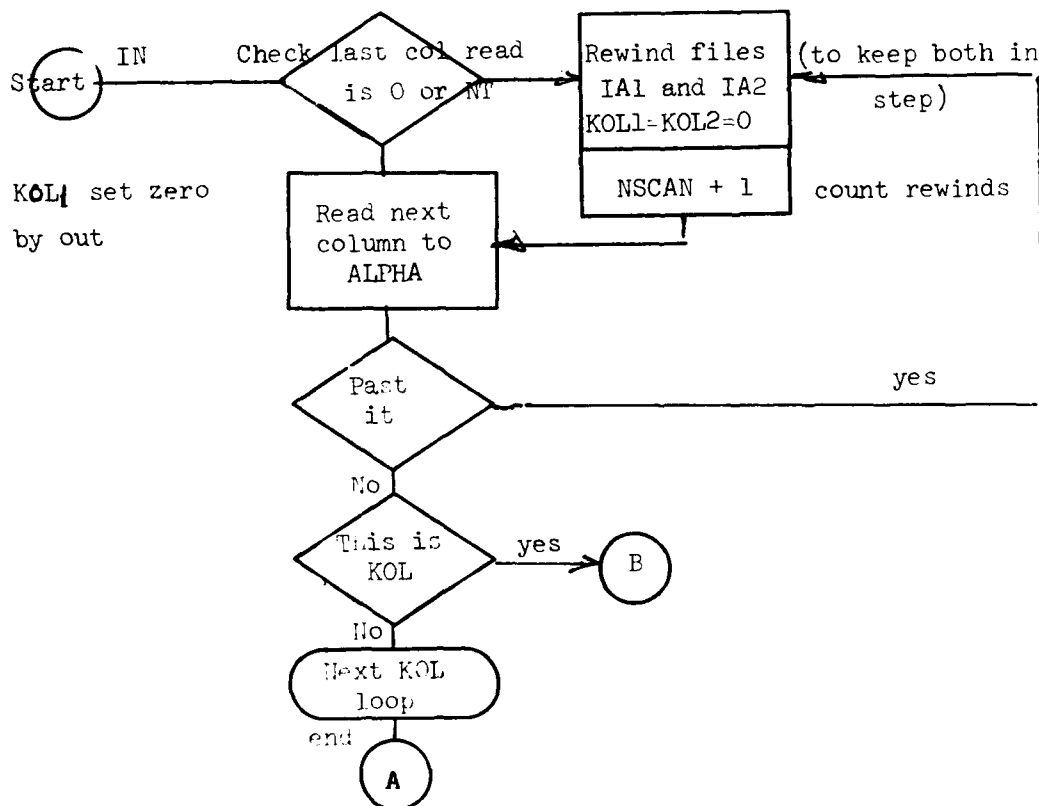 IN
Start
Check last col read
is 0 or NT
Rewind files
IA1 and IA2
KOL1=KOL2=0
(to keep both in
step)
NSCAN + 1
count rewinds
KOL1 set zero
by out
Read next
column to
ALPHA
Past
it
yes
No
This is
KOL
yes
B
No
Next KOL
loop
end
A